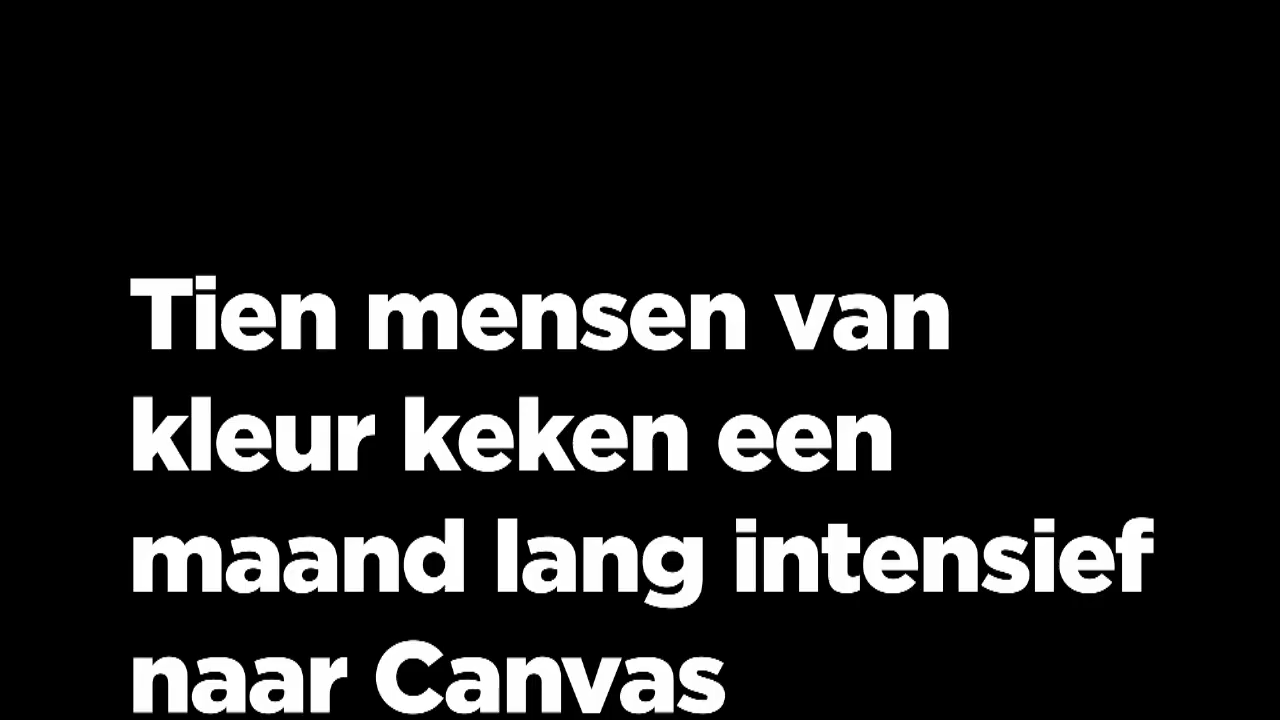 Tien mensen van
kleur keken een
maand lang intensief
naar Canvas